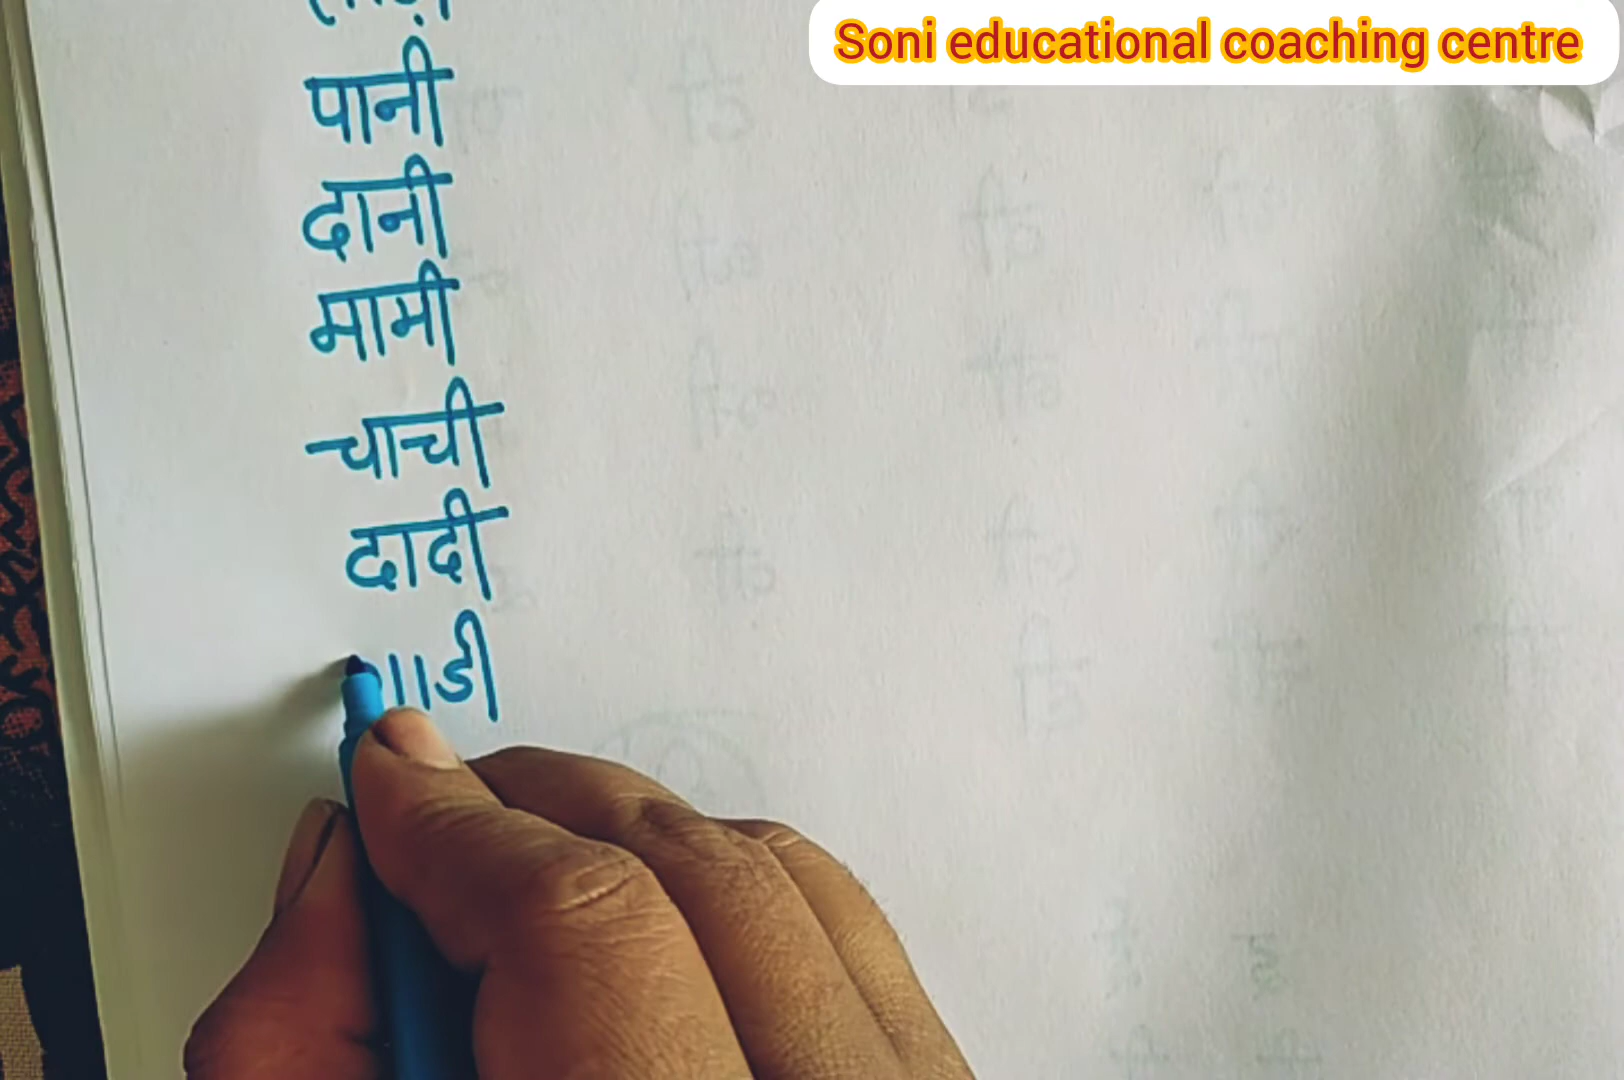 Soni educational coaching centre
पानी
दानी
मामी
चाची
दादी
गाडी